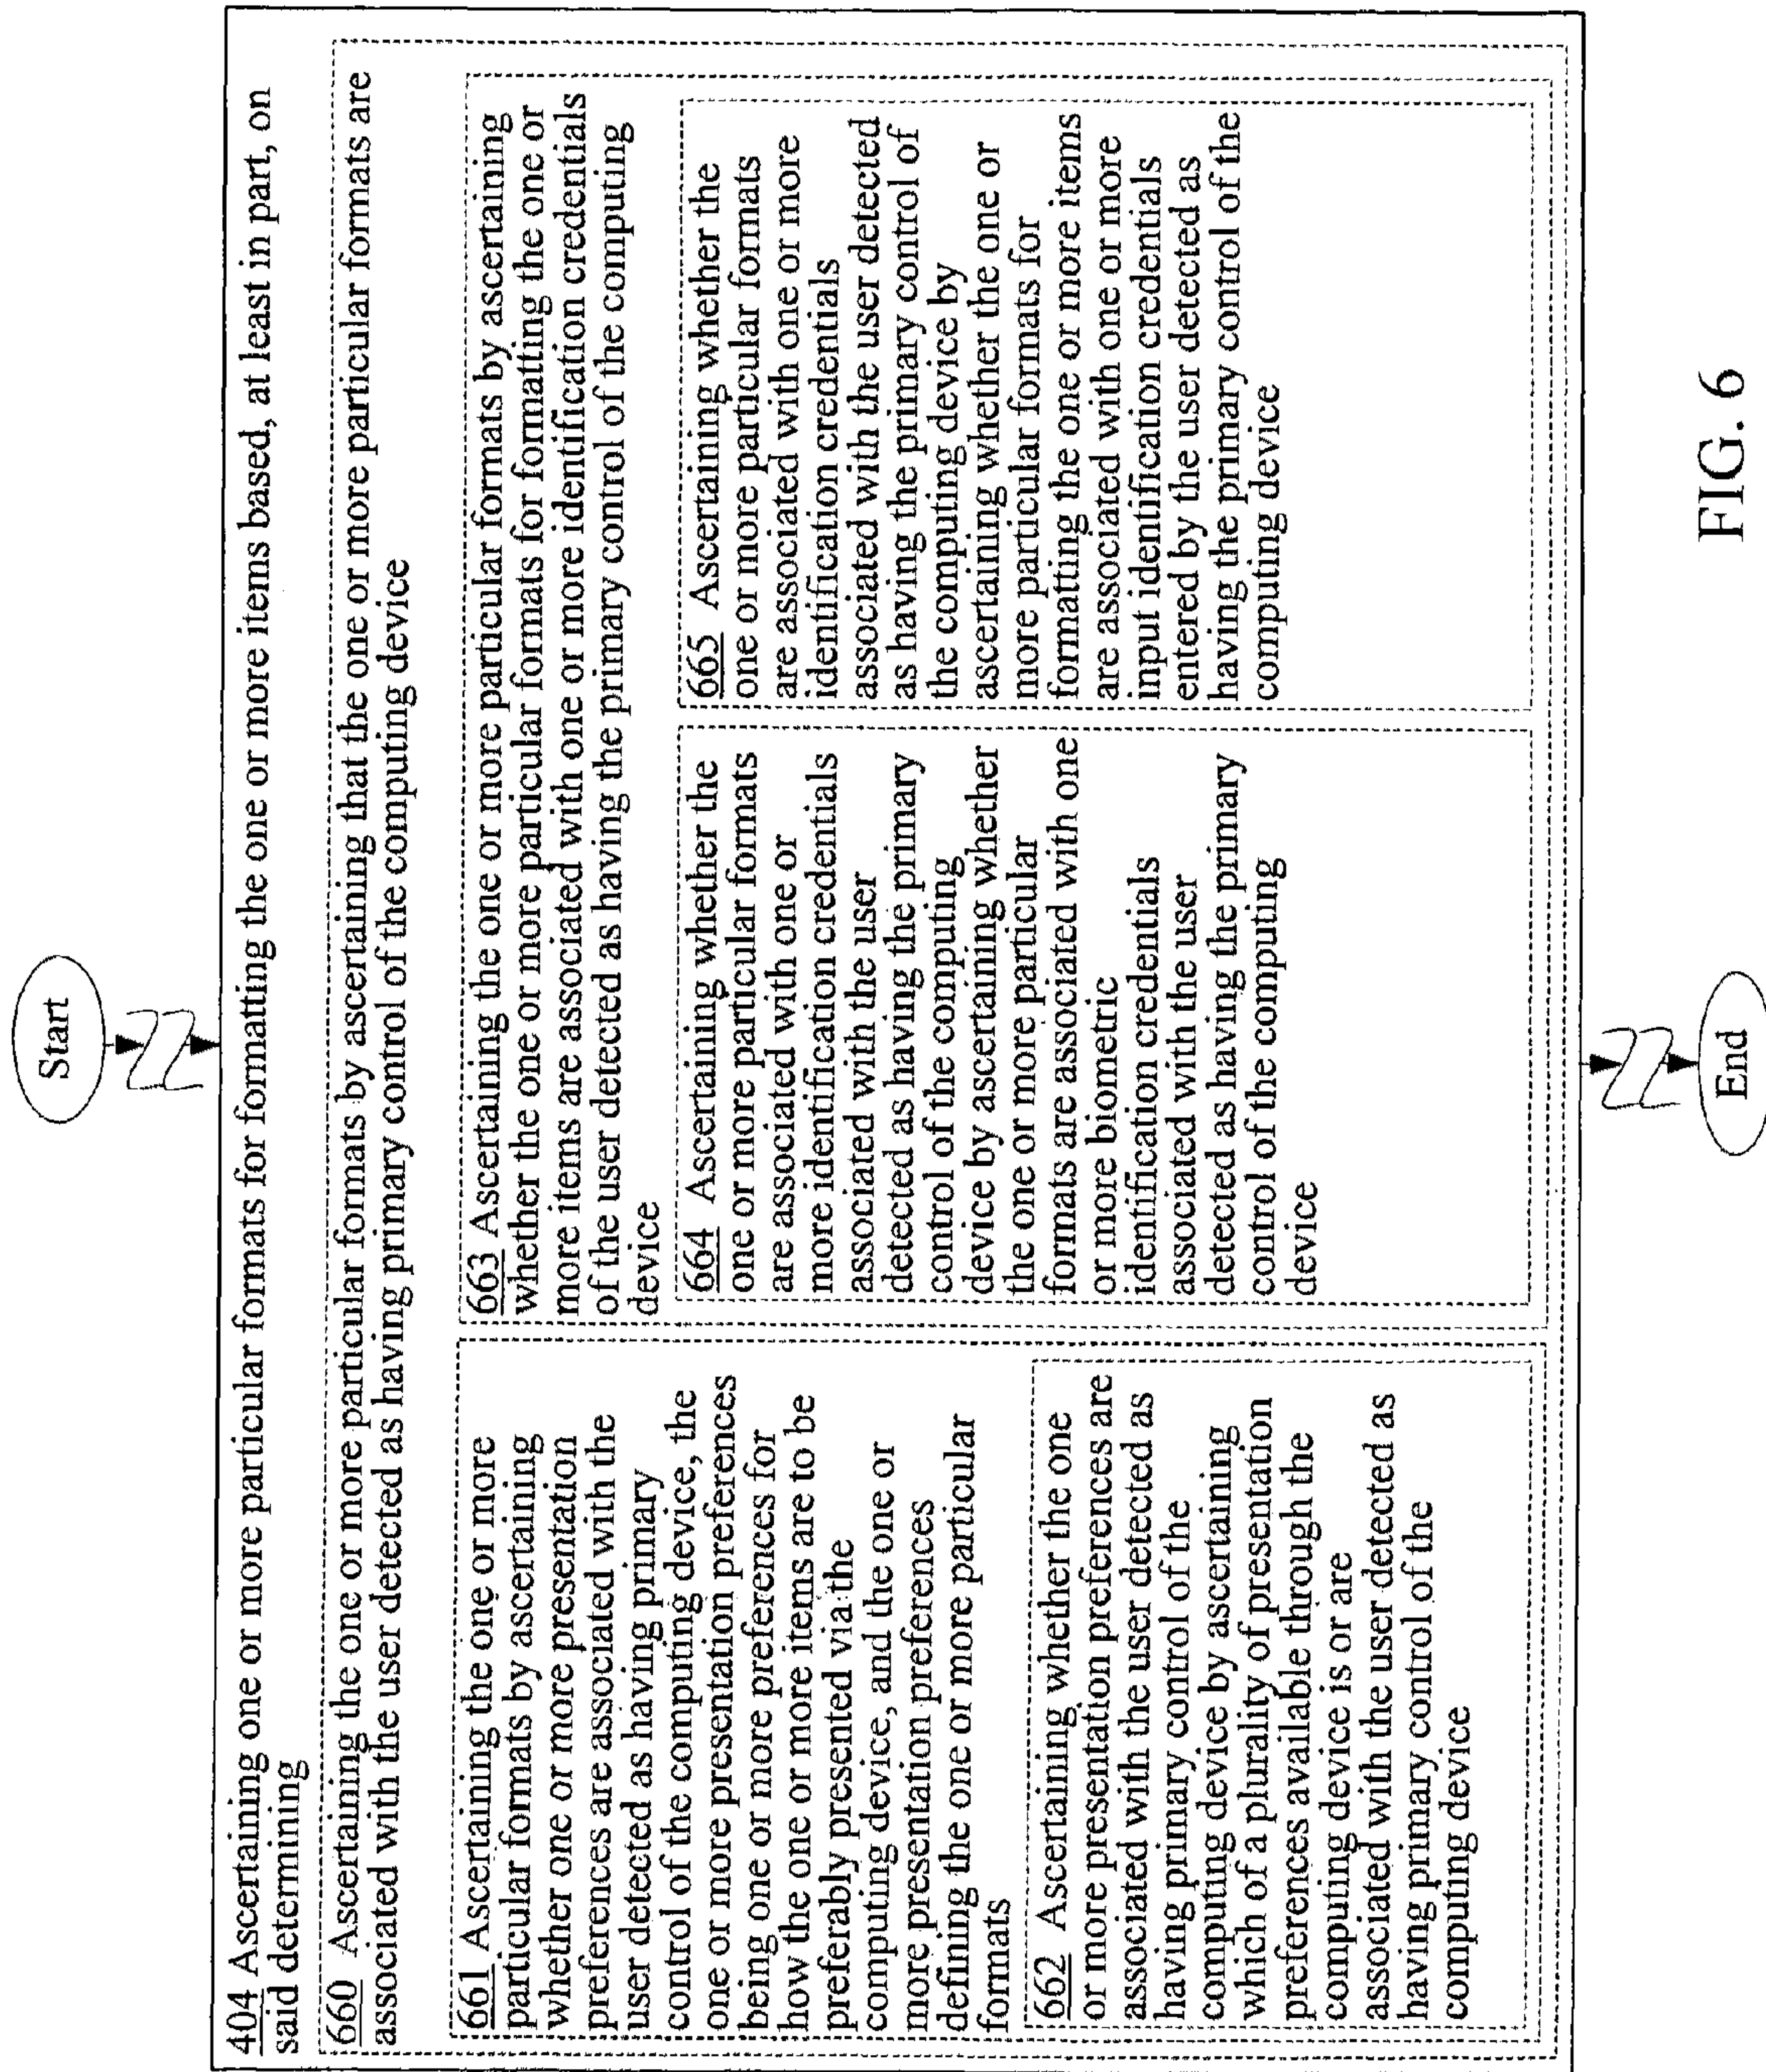 Start
404 Ascertaining one or more particular formats for formatting the one or more items based, at least in part, on
said determining
660 Ascertaining the one or more particular formats by ascertaining that the one or more particular formats are
associated with the user detected as having primary control of the computing device
661 Ascertaining the one or more
particular formats by ascertaining
whether one or more presentation
preferences are associated with the
user detected as having primary
control of the computing device, the
one or more presentation preferences
being one or more preferences for
how the one or more items are to be
preferably presented via the
computing device, and the one or
more presentation preferences
defining the one or more particular
formats
662 Ascertaining whether the one
or more presentation preferences are
associated with the user detected as
having primary control of the
computing device by ascertaining
which of a plurality of presentation
preferences available through the
computing device is or are
associated with the user detected as
having primary control of the
computing device
663 Ascertaining the one or more particular formats by ascertaining
whether the one or more particular formats for formatting the one or
more items are associated with one or more identification credentials
of the user detected as having the primary control of the computing
device
664 Ascertaining whether the
one or more particular formats
are associated with one or
more identification credentials
associated with the user
detected as having the primary
control of the computing
device by ascertaining whether
the one or more particular
formats are associated with one
or more biometric
identification credentials
associated with the user
detected as having the primary
control of the computing
device
665 Ascertaining whether the
one or more particular formats
are associated with one or more
identification credentials
associated with the user detected
as having the primary control of
the computing device by
ascertaining whether the one or
more particular formats for
formatting the one or more items
are associated with one or more
input identification credentials
entered by the user detected as
having the primary control of the
computing device
End
FIG. 6